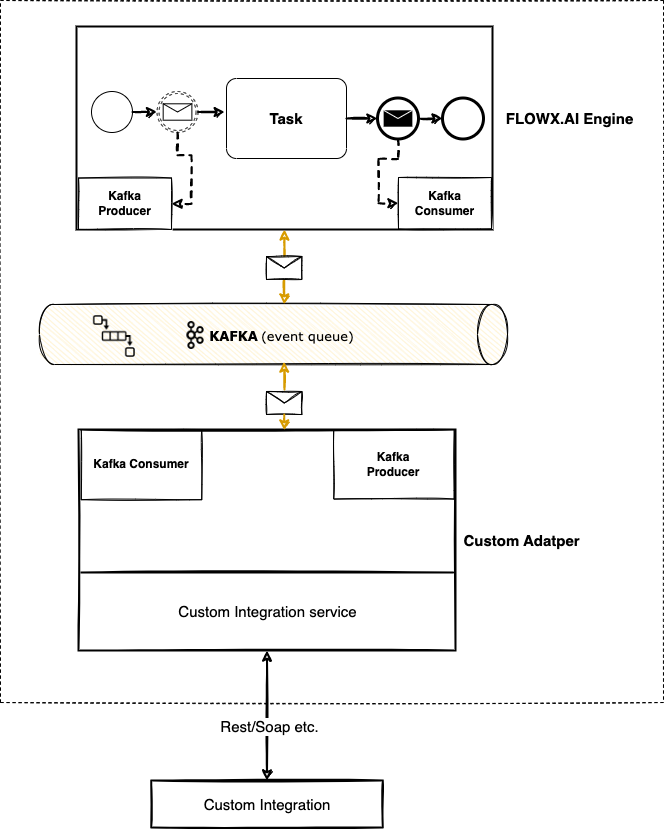 Task
FLOWX.AI Engine
Kafka
Producer
Kafka
Consumer
KAFKA (event queue)
Kafka Consumer
Kafka
Producer
Custom Adatper
Custom Integration service
Rest/Soap etc.
Custom Integration